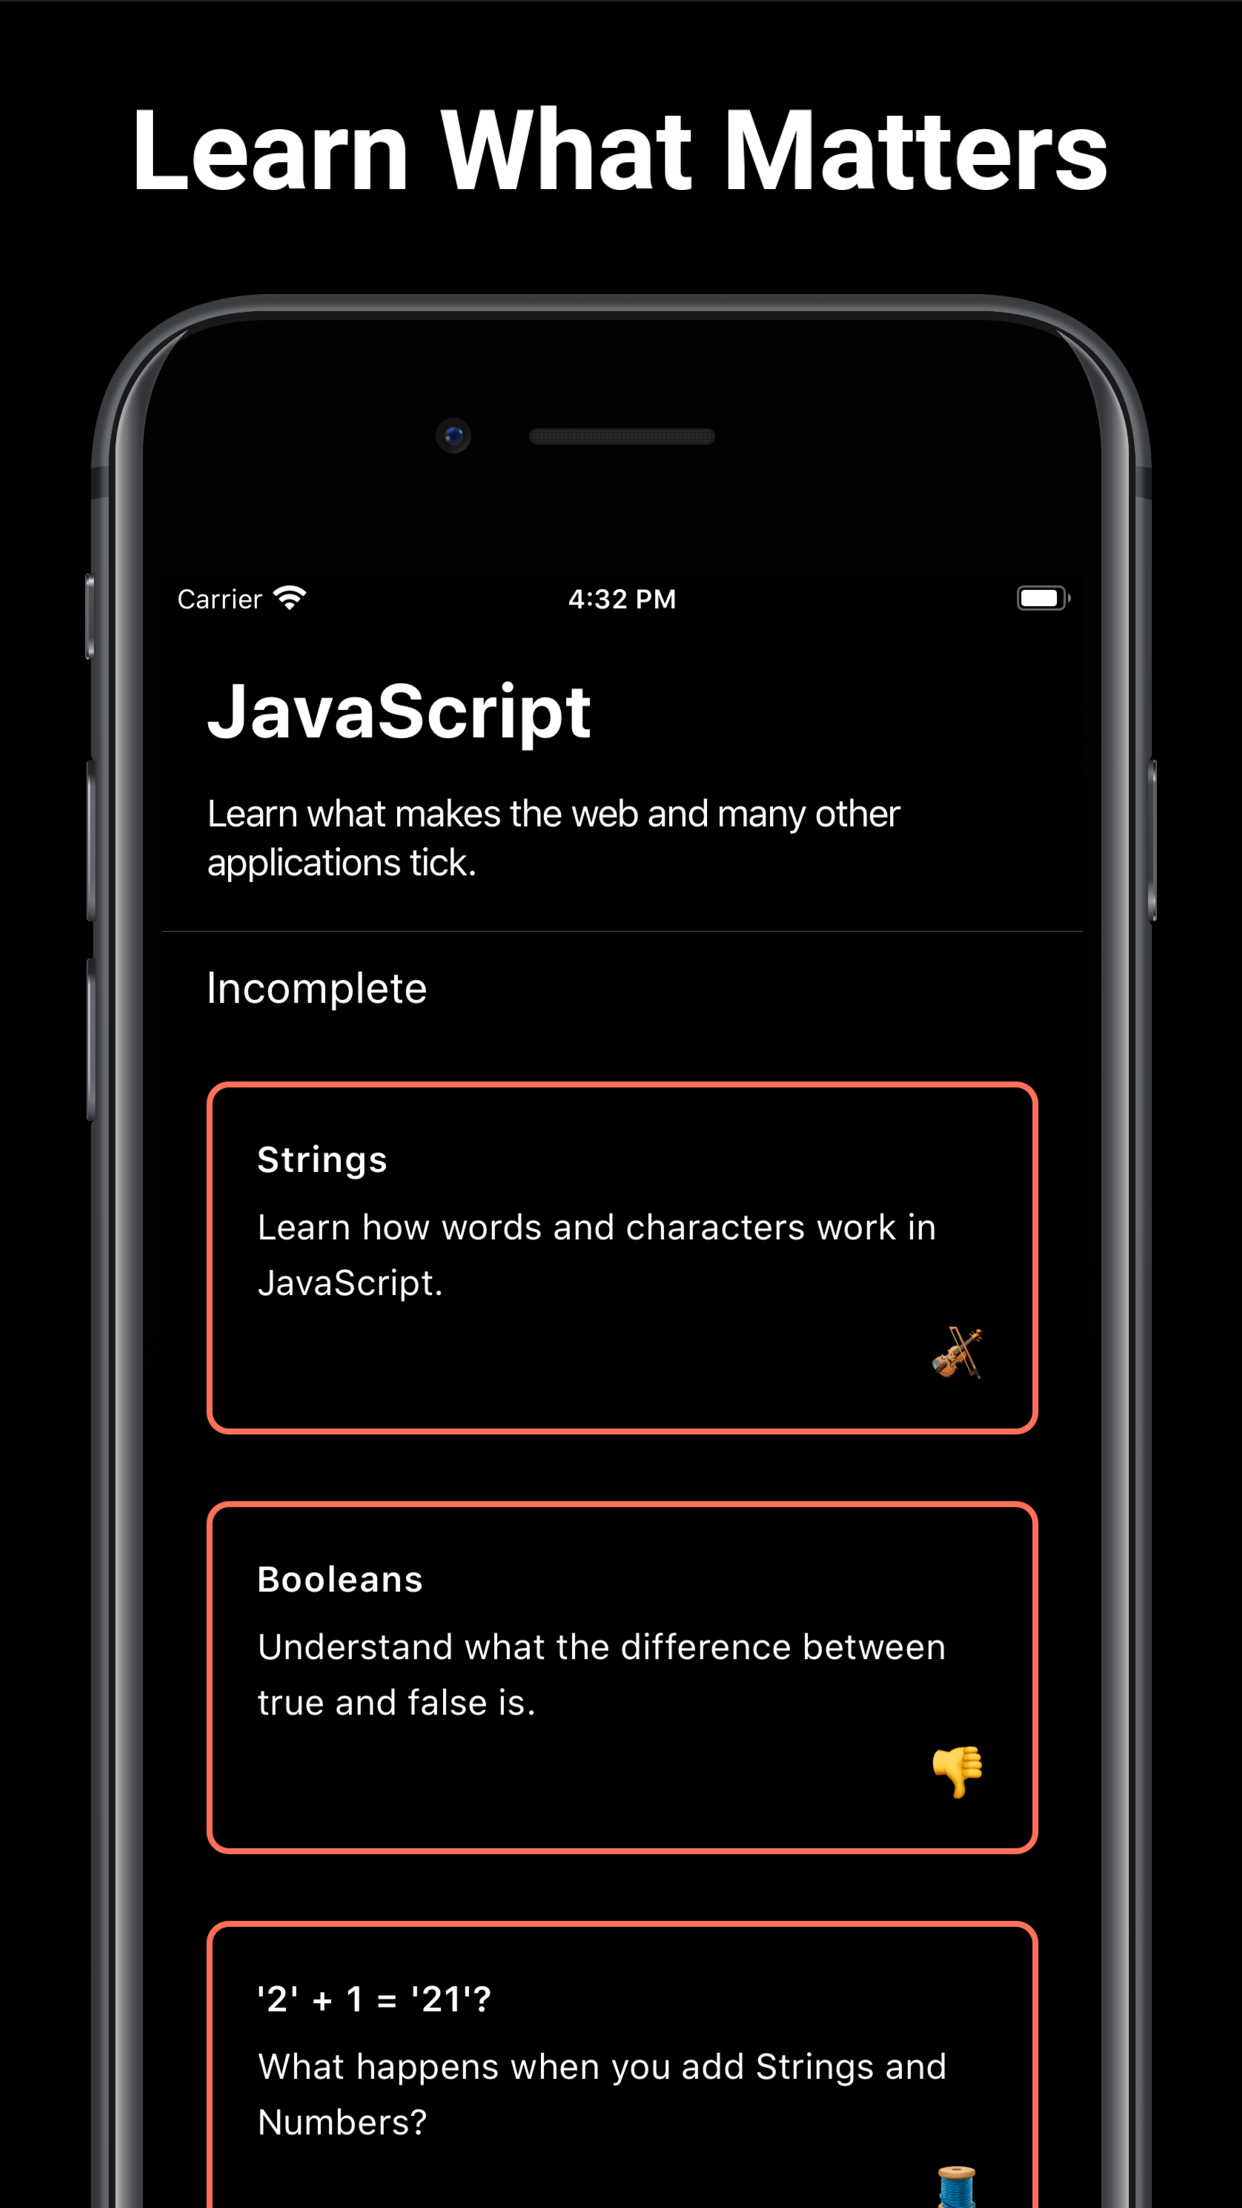 Learn What Matters
Carrier
4:32 PM
JavaScript
Learn what makes the web and many other
applications tick.
Incomplete
Strings
Learn how words and characters work in
JavaScript.
Booleans
Understand what the difference between
true and false is.
'2' + 1 = '21'?
What happens when you add Strings and
Numbers?